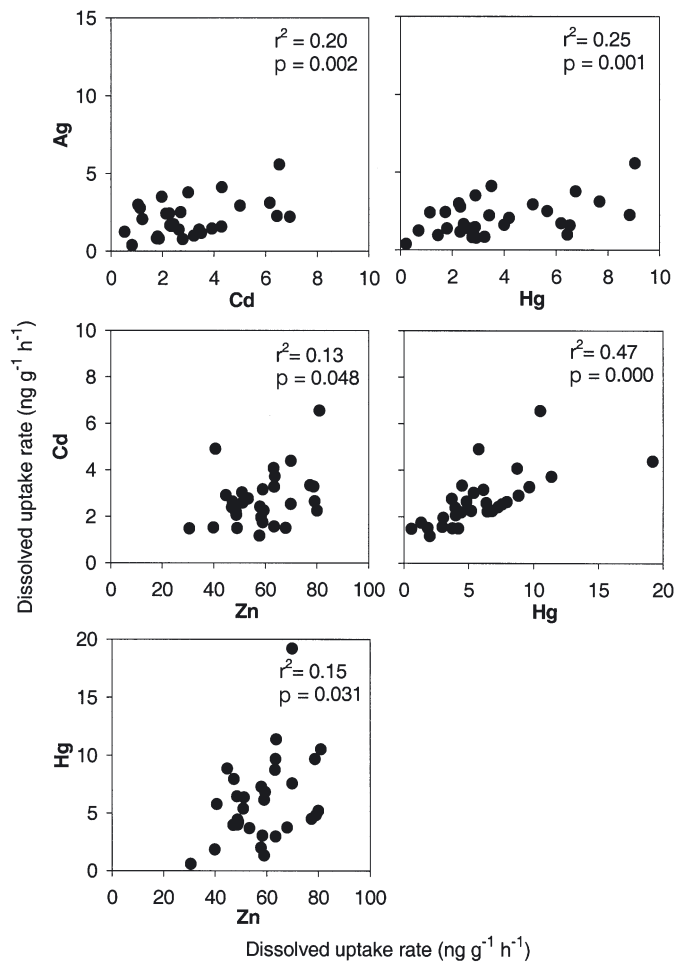 15
10
5
0
Ag
r² = 0.20
p = 0.002
0 2 4 6 8 10
Cd
r²= 0.25
p = 0.001
0 2 4 6 8 10
Hg
Dissolved uptake rate (ng g⁻¹ h⁻¹)
10
8
6
4
2
0
Cd
r²= 0.13
p = 0.048
0 20 40 60 80 100
Zn
r²= 0.47
p = 0.000
0 5 10 15 20
Hg
20
15
10
5
0
Hg
r²= 0.15
p = 0.031
0 20 40 60 80 100
Zn
Dissolved uptake rate (ng g⁻¹ h⁻¹)